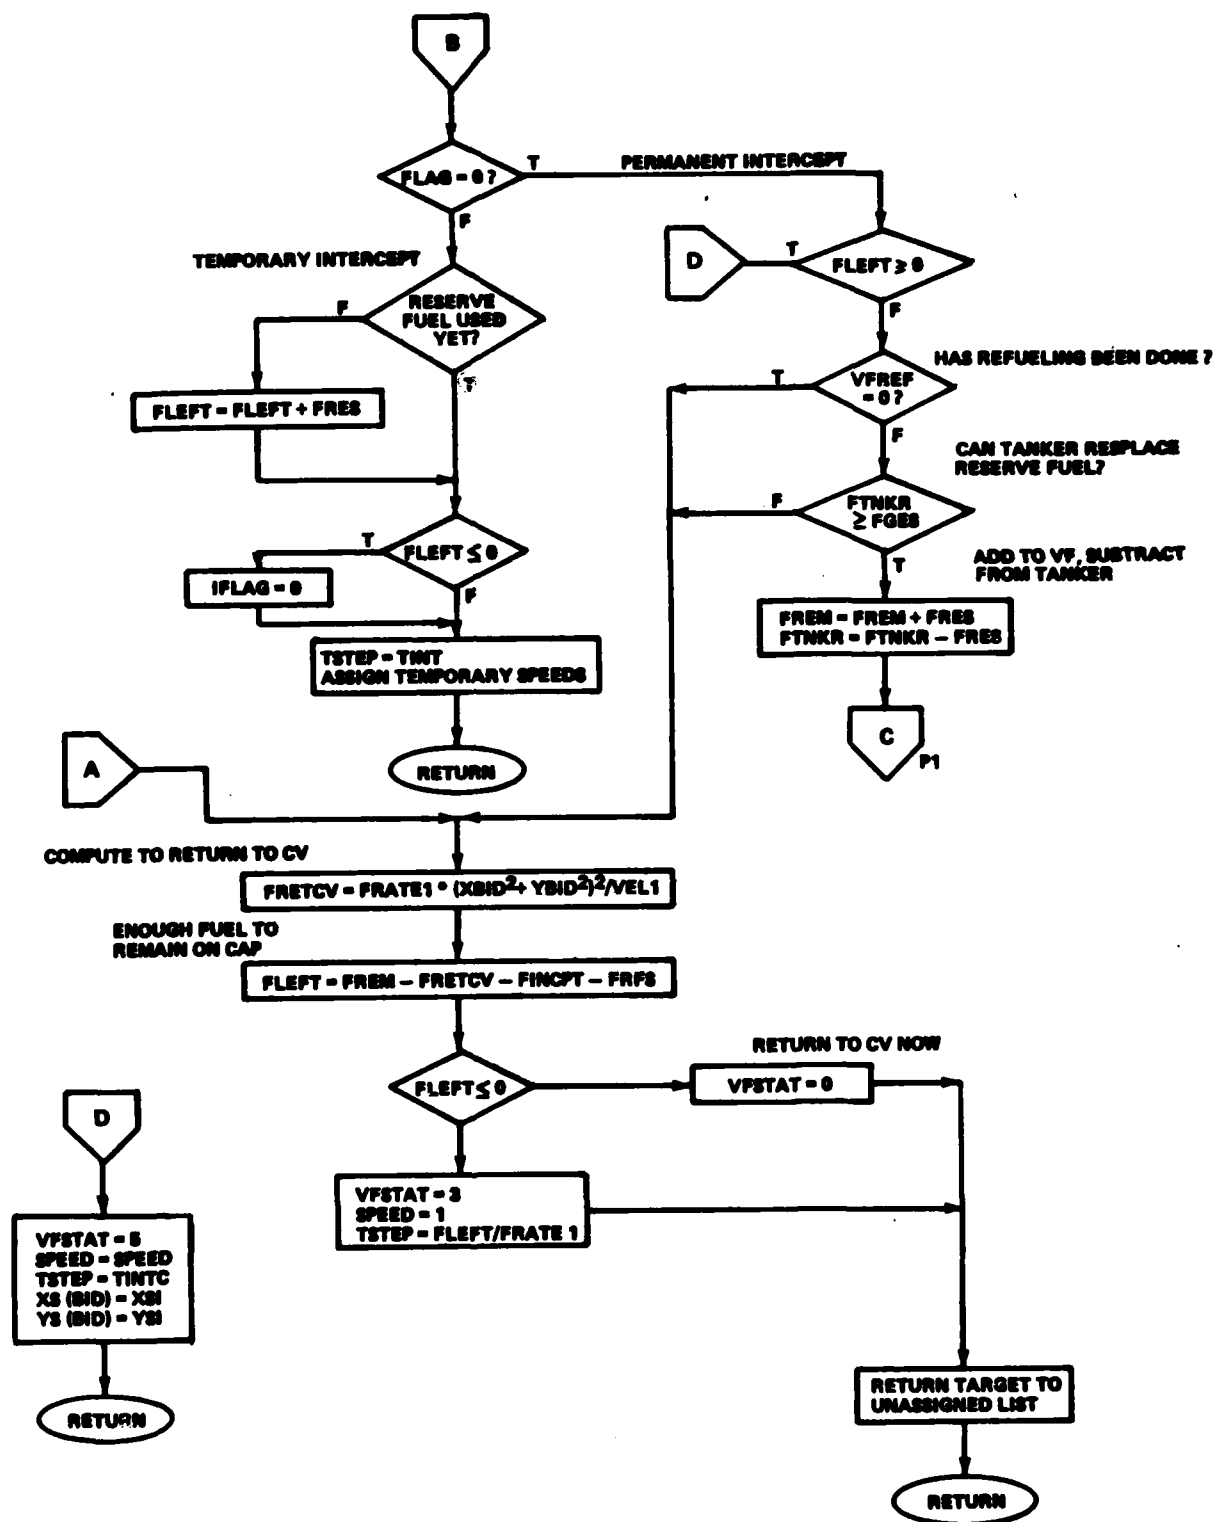 B
FLAG = 0 ?
T
PERMANENT INTERCEPT
F
TEMPORARY INTERCEPT
D
T
FLEFT ≥ 0
F
F
RESERVE
FUEL USED
YET?
T
HAS REFUELING BEEN DONE ?
T
VFREF
= 0 ?
F
FLEFT = FLEFT + FRES
CAN TANKER RESPLACE
RESERVE FUEL?
F
FTNKR
≥ FGES
T
T
FLEFT ≤ 0
F
ADD TO VF, SUBTRACT
FROM TANKER
IFLAG = 0
FREM = FREM + FRES
FTNKR = FTNKR – FRES
TSTEP = TINT
ASSIGN TEMPORARY SPEEDS
C
P1
A
RETURN
COMPUTE TO RETURN TO CV
FRETCV = FRATE1 * (XBID²+ YBID²)²/VEL1
ENOUGH FUEL TO
REMAIN ON CAP
FLEFT = FREM – FRETCV – FINCPT – FRFS
RETURN TO CV NOW
FLEFT ≤ 0
VFSTAT = 0
D
VFSTAT = 3
SPEED = 1
TSTEP = FLEFT/FRATE 1
VFSTAT = 5
SPEED = SPEED
TSTEP = TINTC
XS (BID) = XSI
YS (BID) = YSI
RETURN TARGET TO
UNASSIGNED LIST
RETURN
RETURN